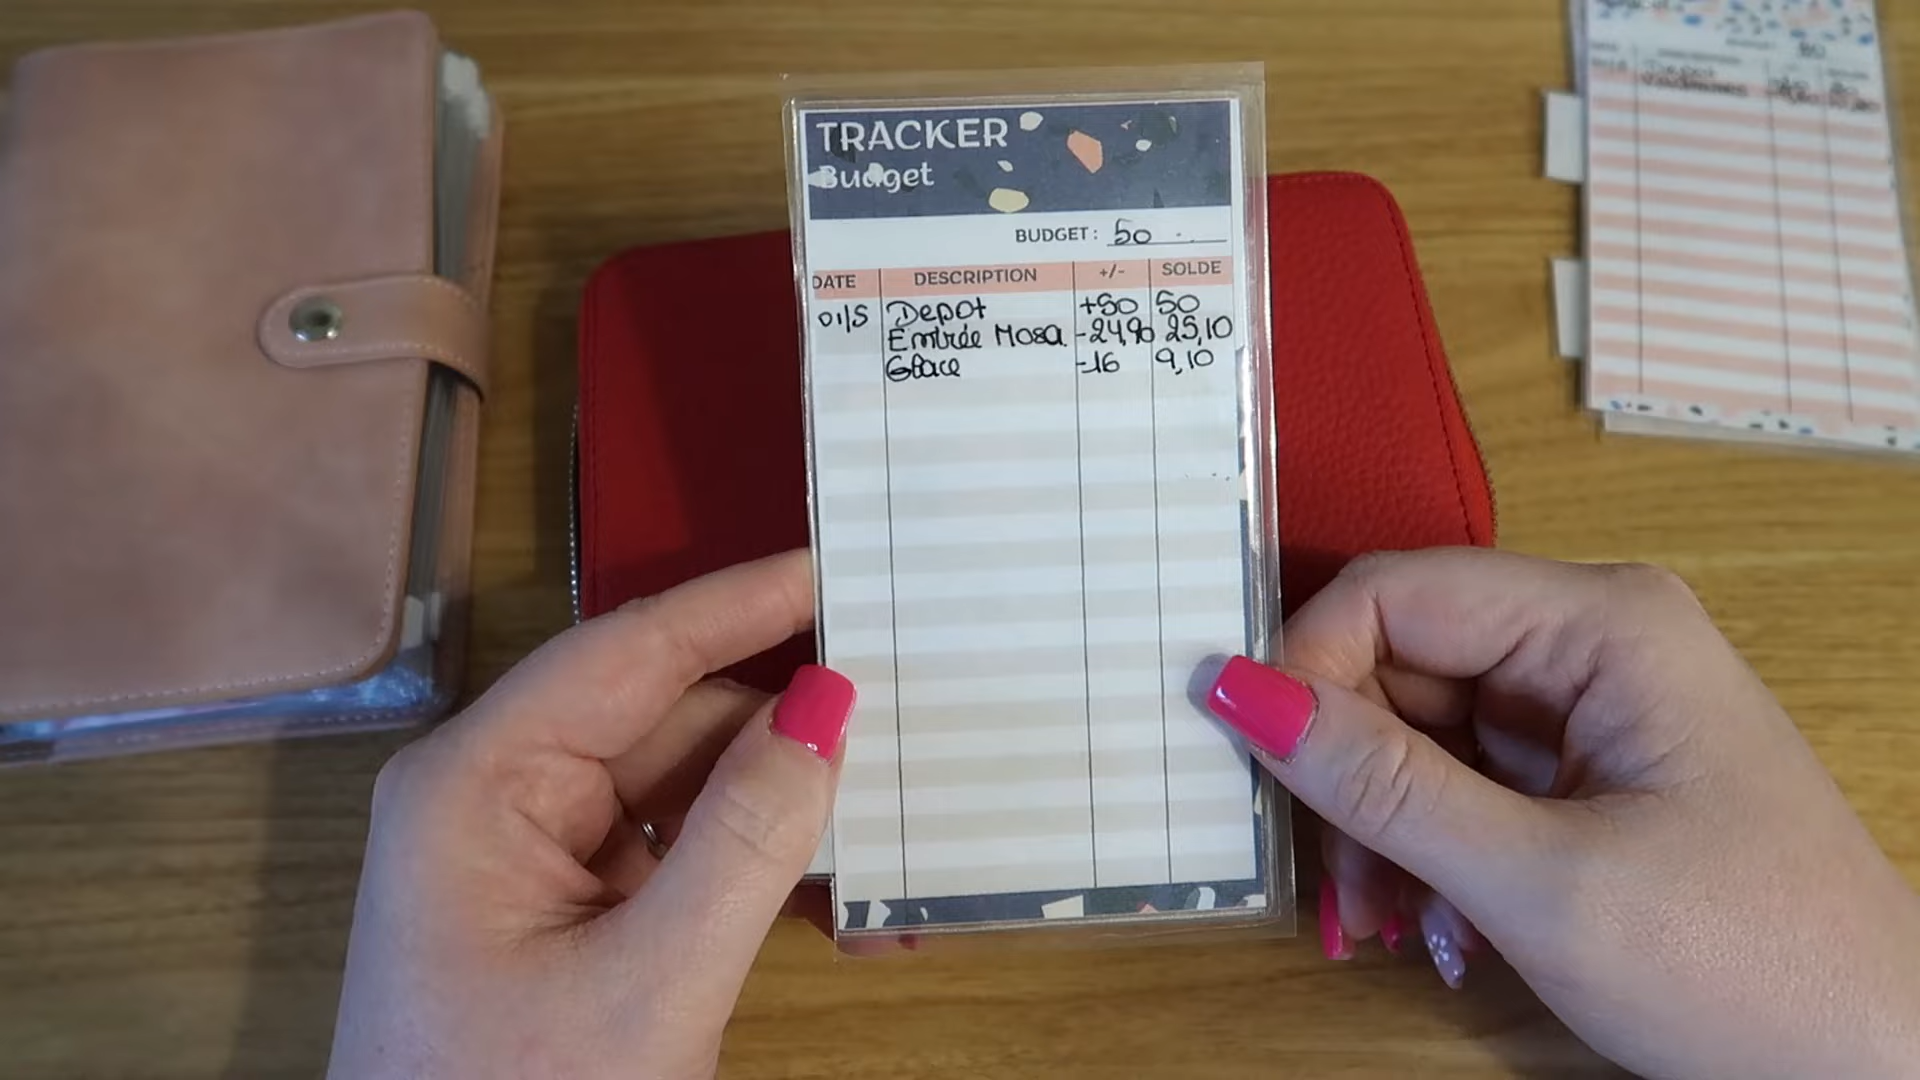 TRACKER
Budget
BUDGET : 50
DATE DESCRIPTION +/- SOLDE
01/5 Depot +50 50
Entrée Mosa -24,90 25,10
Glace -16 9,10